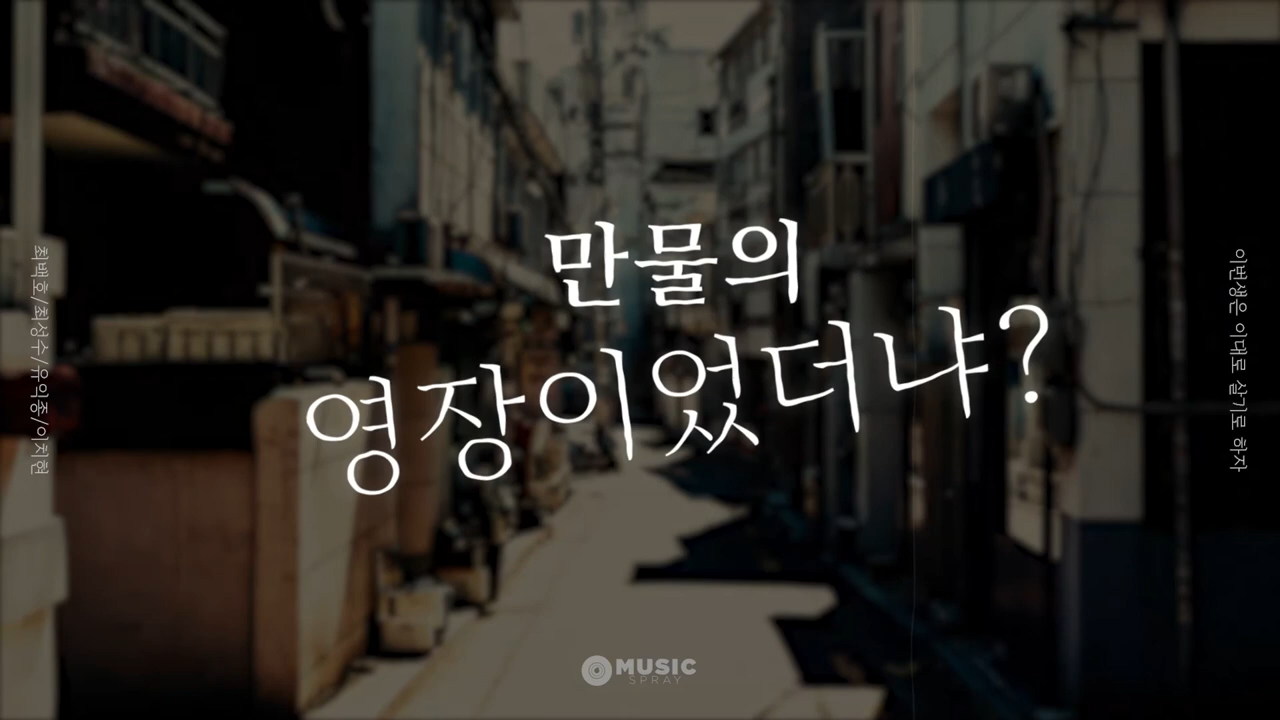 최백호/최성수/유익종/이치현
만물의
영장이었더냐?
이번생은 이대로 살기로 하자
MUSIC
SPRAY